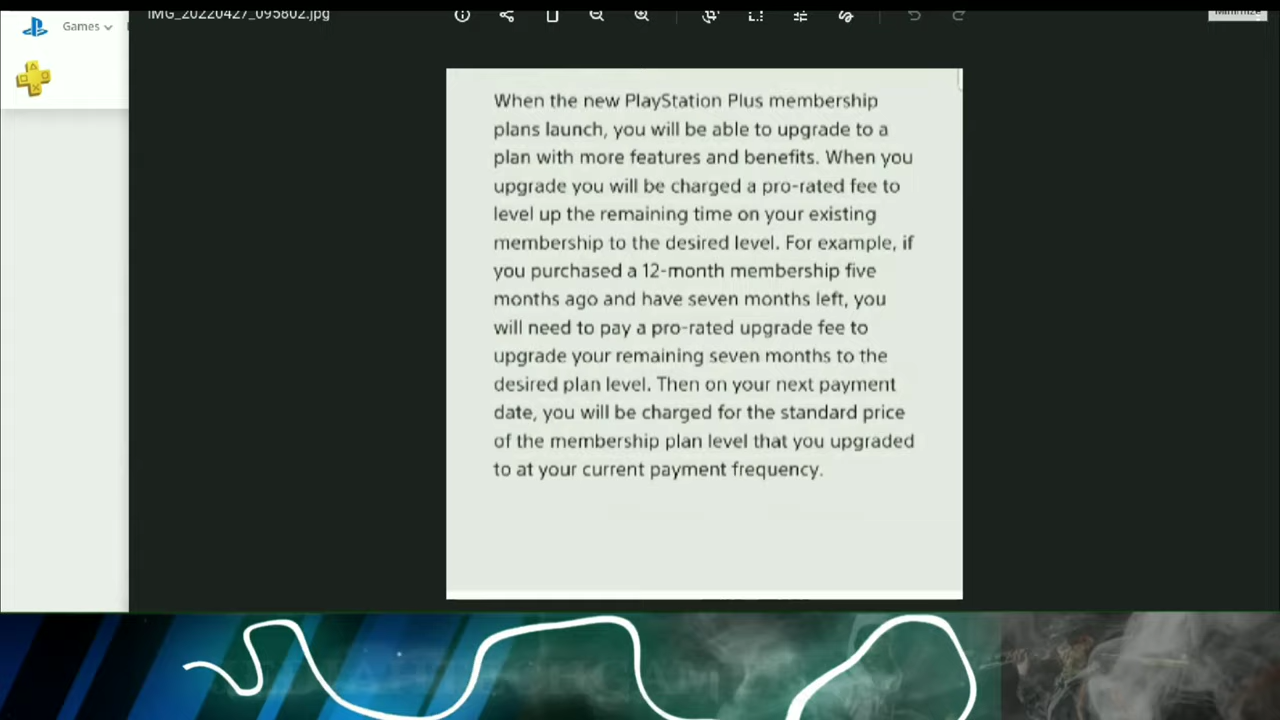 IMG_20220427_095802.jpg
Minimize
Games
When the new PlayStation Plus membership
plans launch, you will be able to upgrade to a
plan with more features and benefits. When you
upgrade you will be charged a pro-rated fee to
level up the remaining time on your existing
membership to the desired level. For example, if
you purchased a 12-month membership five
months ago and have seven months left, you
will need to pay a pro-rated upgrade fee to
upgrade your remaining seven months to the
desired plan level. Then on your next payment
date, you will be charged for the standard price
of the membership plan level that you upgraded
to at your current payment frequency.